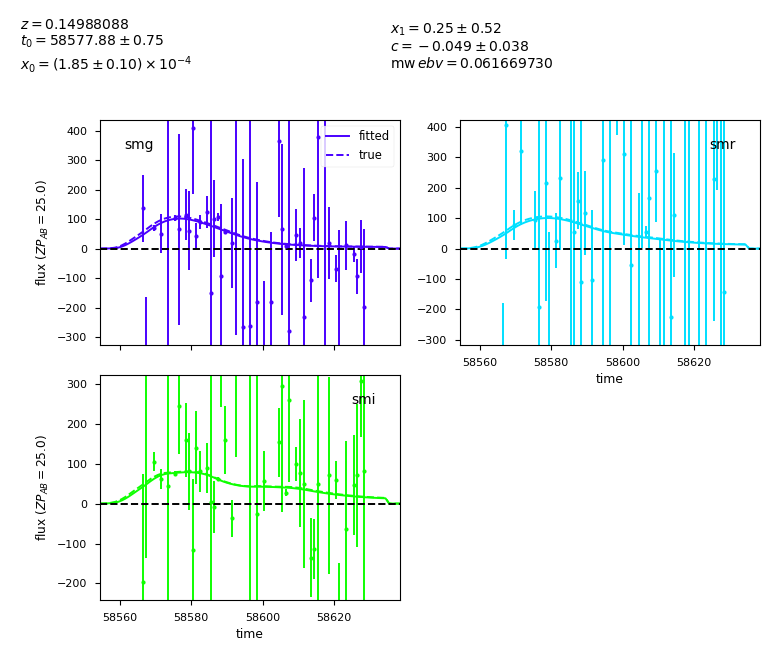 z = 0.14988088
t₀ = 58577.88 ± 0.75
x₀ = (1.85 ± 0.10) × 10⁻⁴
x₁ = 0.25 ± 0.52
c = −0.049 ± 0.038
mw ebv = 0.061669730
400
300
200
100
0
−100
−200
−300
flux (ZP_AB = 25.0)
smg
fitted
true
400
300
200
100
0
−100
−200
−300
smr
58560 58580 58600 58620
time
300
200
100
0
−100
−200
flux (ZP_AB = 25.0)
smi
58560 58580 58600 58620
time